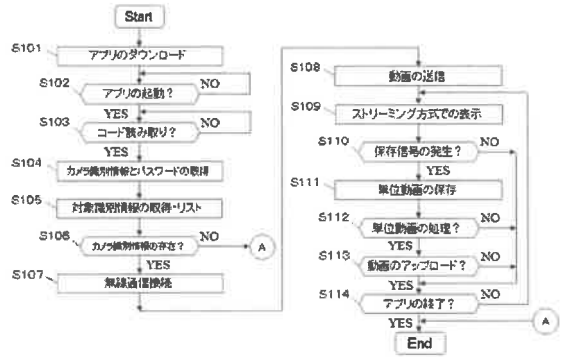 Start
S101
アプリのダウンロード
S102
アプリの起動？
NO
YES
S103
コード読み取り？
NO
YES
S104
カメラ識別情報とパスワードの取得
S105
対象識別情報の取得・リスト
S106
カメラ識別情報の存在？
NO
A
YES
S107
無線通信接続
S108
動画の送信
S109
ストリーミング方式での表示
S110
保存信号の発生？
NO
YES
S111
単位動画の保存
S112
単位動画の処理？
NO
YES
S113
動画のアップロード？
NO
YES
S114
アプリの終了？
NO
YES
A
End